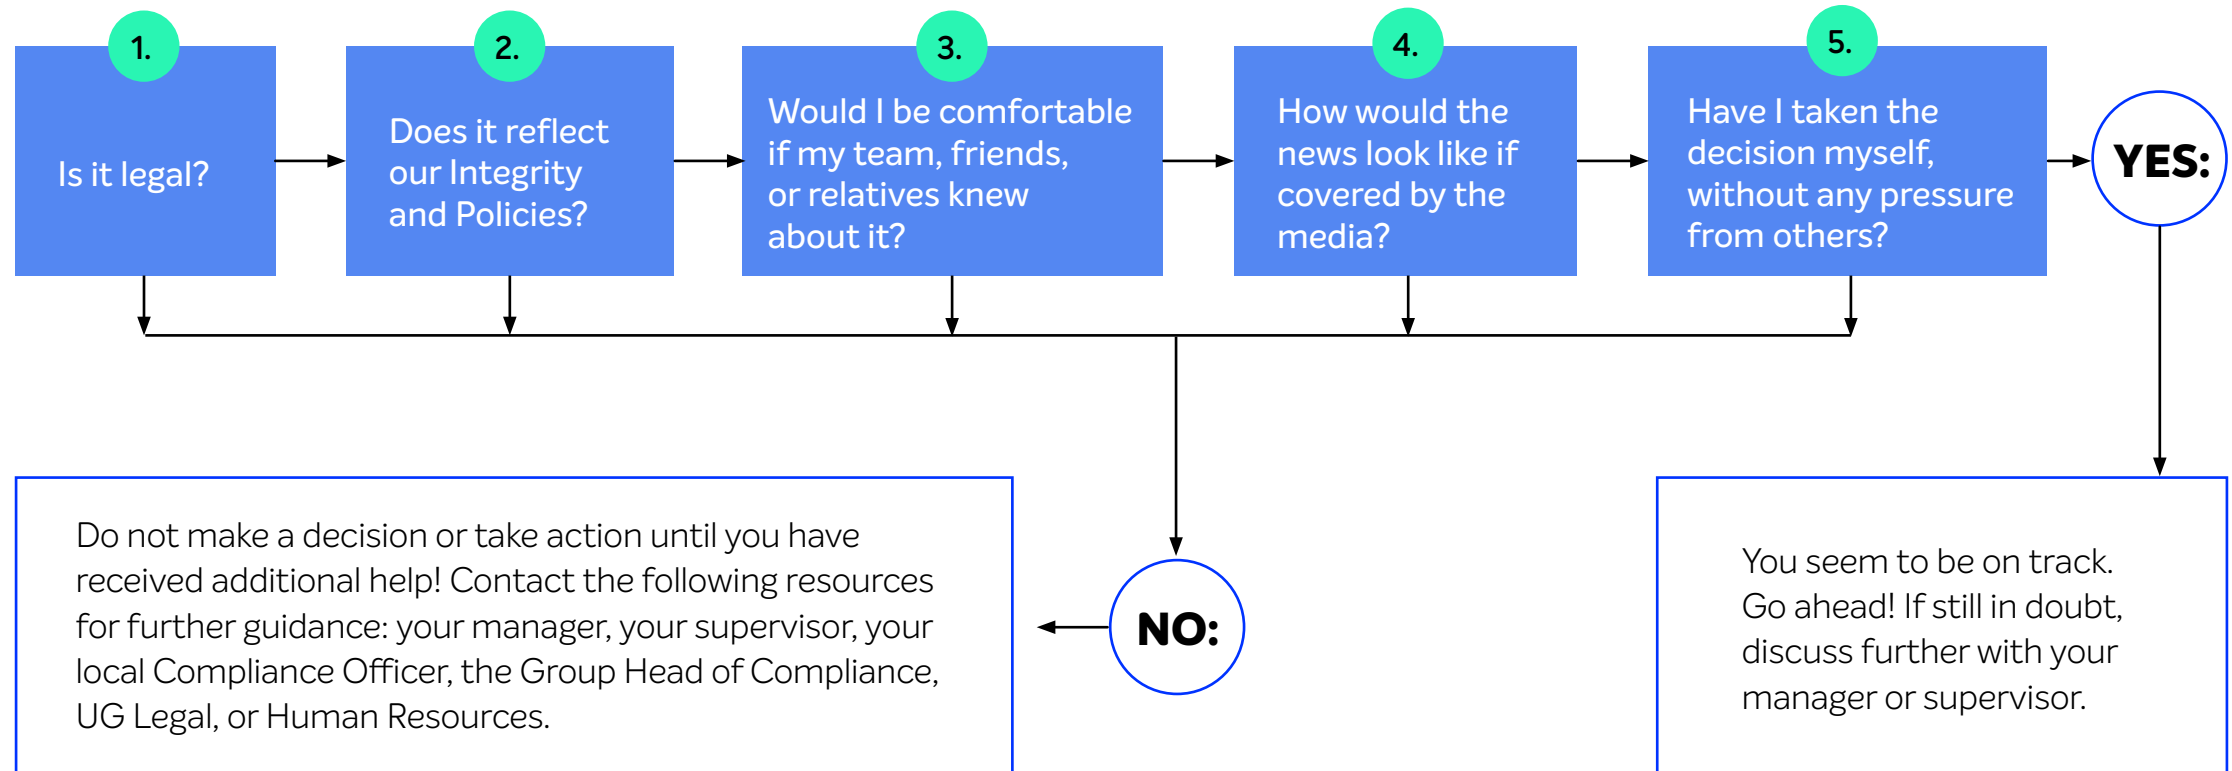 1.
Is it legal?
2.
Does it reflect
our Integrity
and Policies?
3.
Would I be comfortable
if my team, friends,
or relatives knew
about it?
4.
How would the
news look like if
covered by the
media?
5.
Have I taken the
decision myself,
without any pressure
from others?
YES:
Do not make a decision or take action until you have
received additional help! Contact the following resources
for further guidance: your manager, your supervisor, your
local Compliance Officer, the Group Head of Compliance,
UG Legal, or Human Resources.
NO:
You seem to be on track.
Go ahead! If still in doubt,
discuss further with your
manager or supervisor.